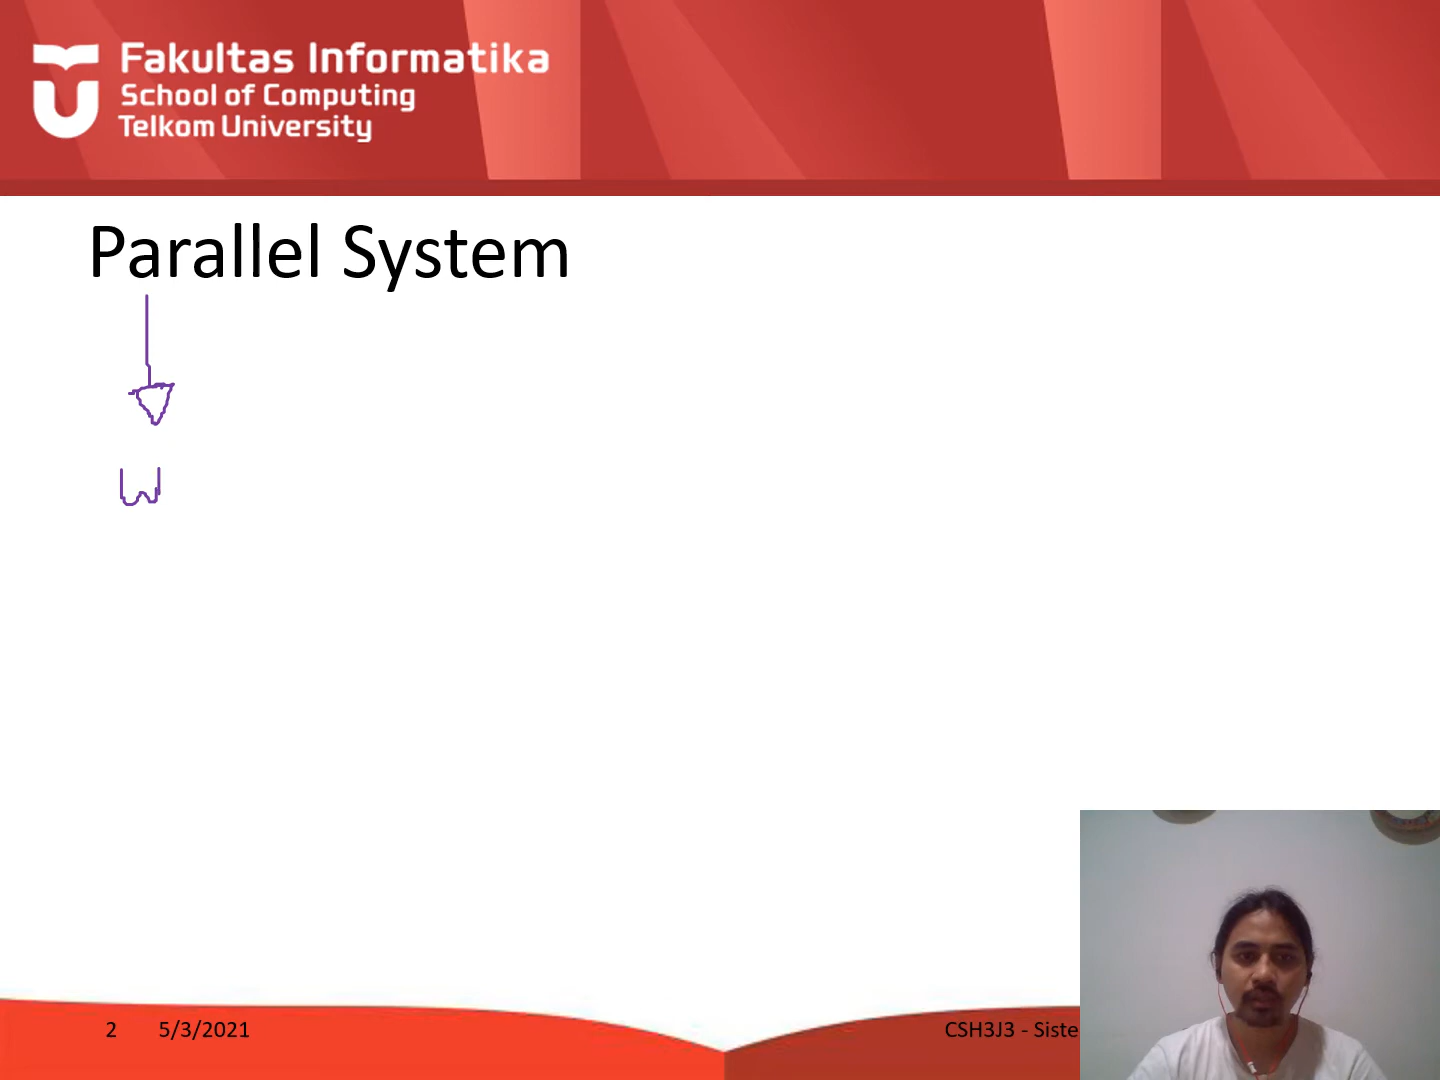 Fakultas Informatika
School of Computing
Telkom University
Parallel System
W
2 5/3/2021 CSH3J3 - Siste